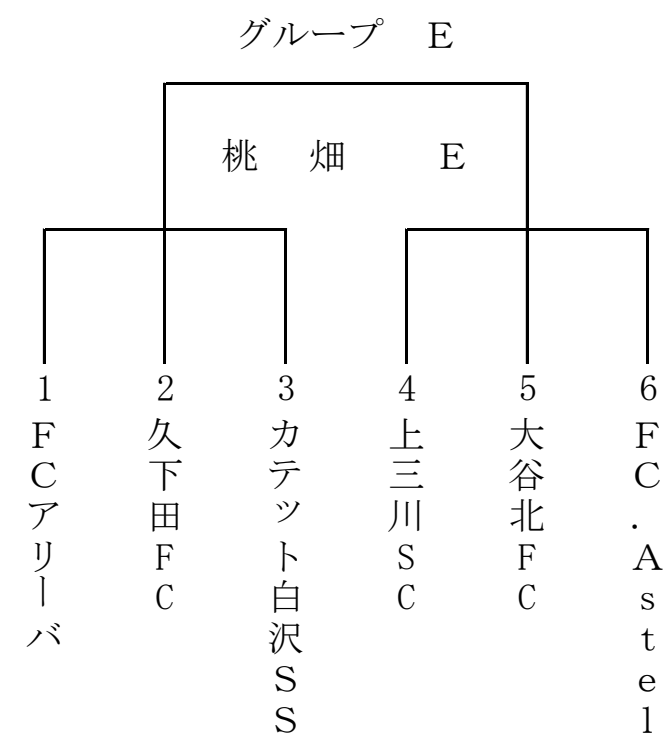 グループ　Ｅ
桃　畑　　Ｅ
1
2
3
4
5
6
ＦＣアリーバ
久下田FC
カテット白沢ＳＳ
上三川SC
大谷北FC
ＦＣ．Ａｓｔｅｌ